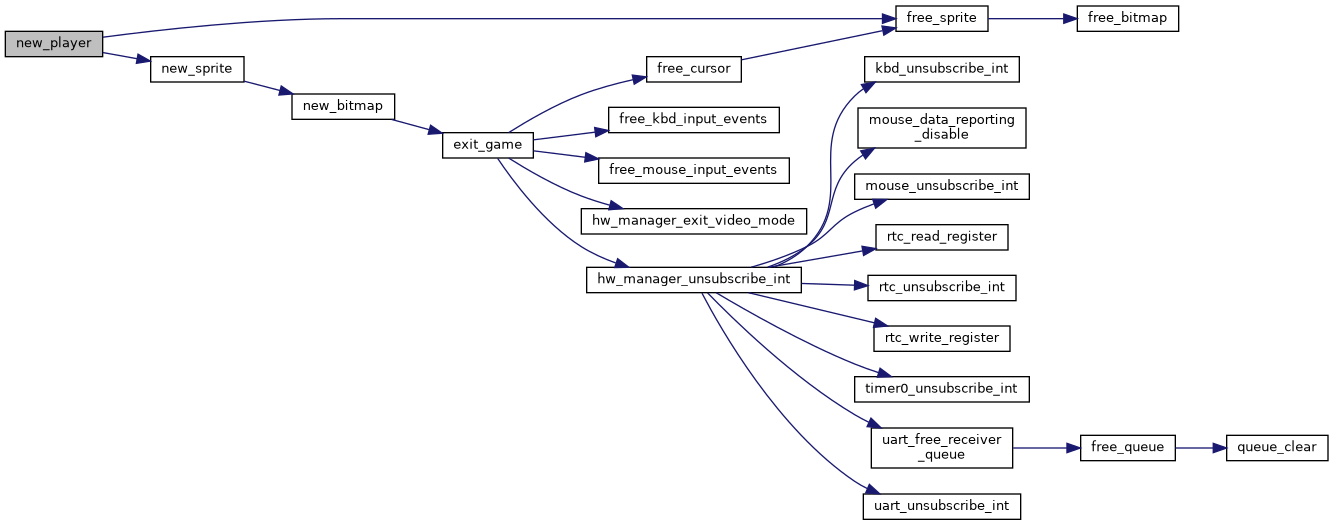 new_player
free_sprite
free_bitmap
new_sprite
free_cursor
kbd_unsubscribe_int
new_bitmap
free_kbd_input_events
mouse_data_reporting
_disable
exit_game
free_mouse_input_events
mouse_unsubscribe_int
hw_manager_exit_video_mode
rtc_read_register
hw_manager_unsubscribe_int
rtc_unsubscribe_int
rtc_write_register
timer0_unsubscribe_int
uart_free_receiver
_queue
free_queue
queue_clear
uart_unsubscribe_int